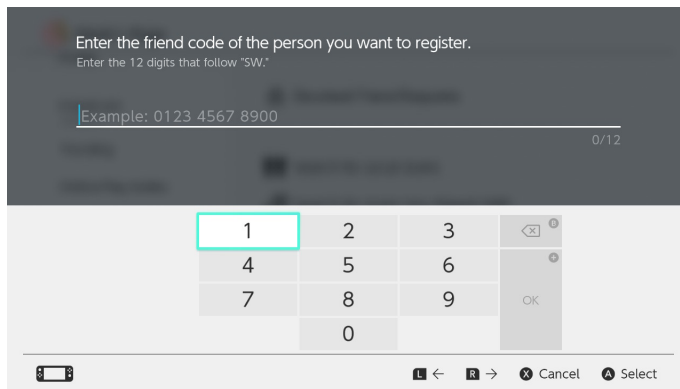 Enter the friend code of the person you want to register.
Enter the 12 digits that follow "SW."
Example: 0123 4567 8900
0/12
1 2 3 B
4 5 6 +
7 8 9 OK
0
L ← R → X Cancel A Select